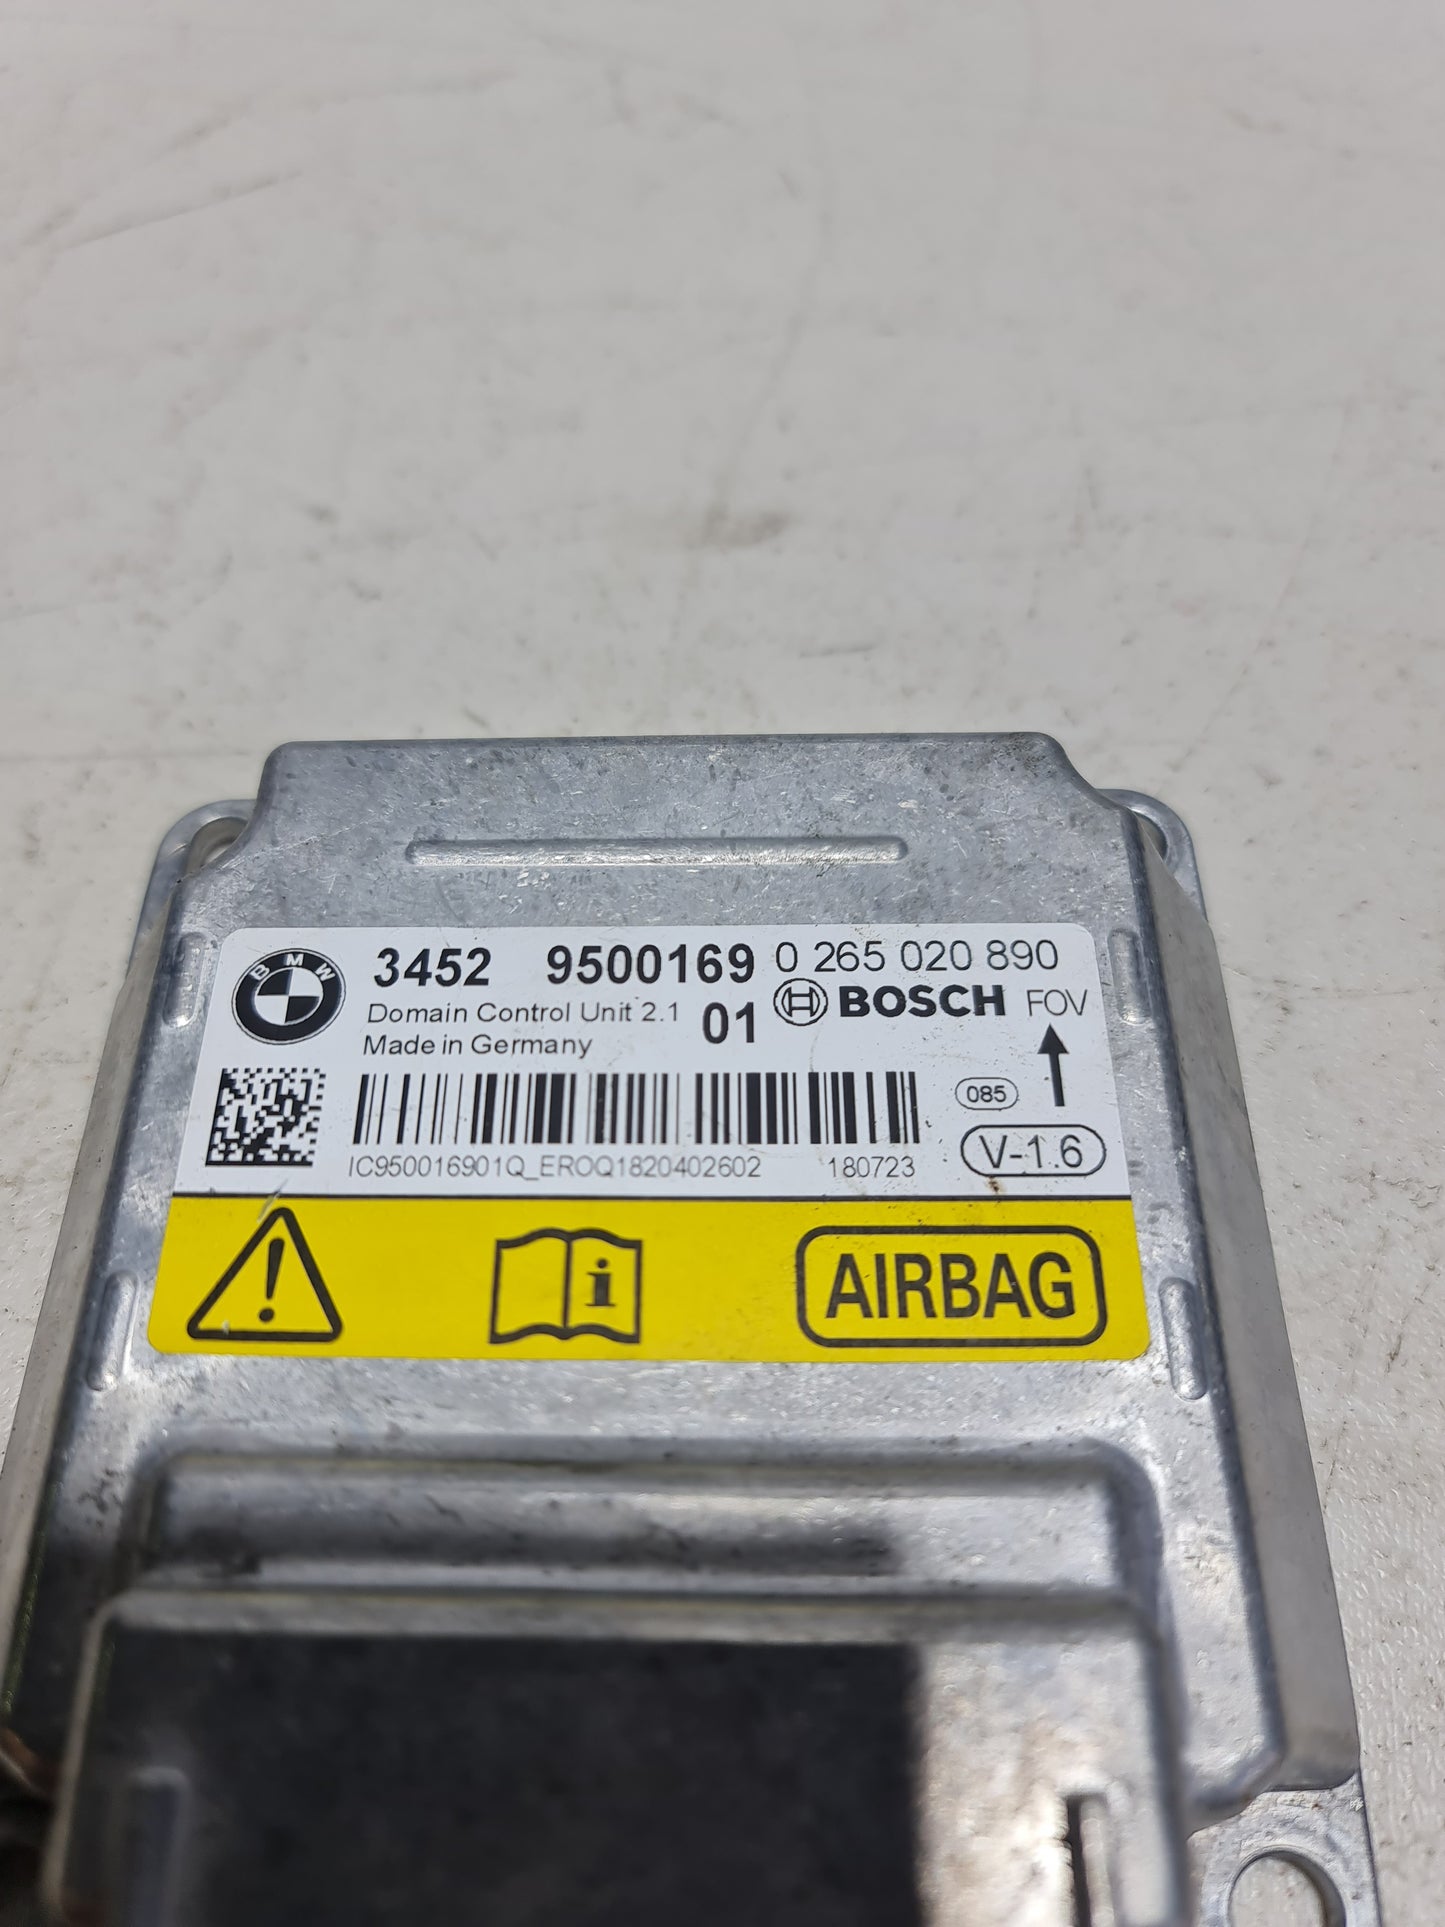 BMW
3452 9500169 0 265 020 890
Domain Control Unit 2.1 01 BOSCH FOV
Made in Germany
085
IC950016901Q_EROQ1820402602 180723 V-1.6
i AIRBAG